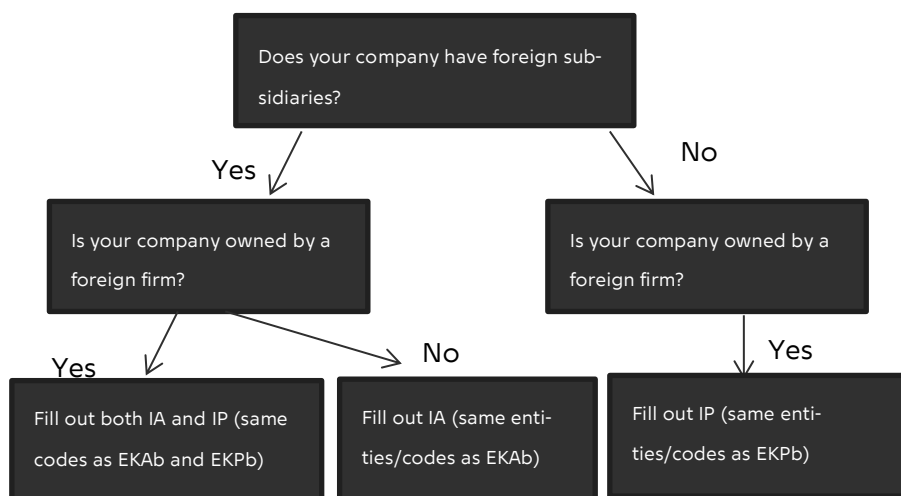 Does your company have foreign sub-
sidiaries?
Yes
No
Is your company owned by a
foreign firm?
Is your company owned by a
foreign firm?
Yes
No
Yes
Fill out both IA and IP (same
codes as EKAb and EKPb)
Fill out IA (same enti-
ties/codes as EKAb)
Fill out IP (same enti-
ties/codes as EKPb)